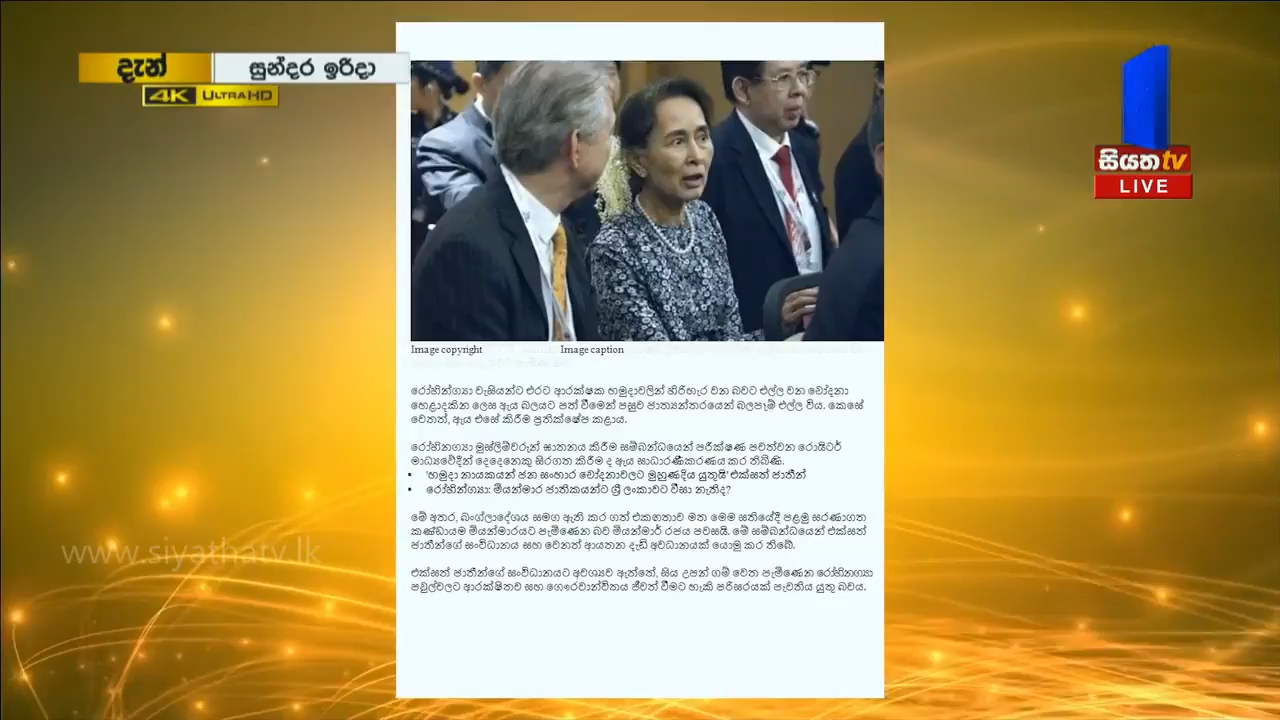 දැන්
සුන්දර ඉරිදා
4K ULTRA HD
සියත tv
LIVE
Image copyright
Image caption
රෝහින්ග්‍යා වැසියන්ට එරට ආරක්ෂක හමුදාවලින් හිරිහැර වන බවට එල්ල වන චෝදනා
හෙළාදකින ලෙස ඇය බලයට පත් වීමෙන් පසුව ජාත්‍යන්තරයෙන් බලපෑම් එල්ල විය. කෙසේ
වෙතත්, ඇය එසේ කිරීම ප්‍රතික්ෂේප කළාය.
රෝහින්ග්‍යා මුස්ලිම්වරුන් ඝාතනය කිරීම සම්බන්ධයෙන් පරීක්ෂණ පවත්වන රොයිටර්
මාධ්‍යවේදීන් දෙදෙනෙකු සිරගත කිරීම ද ඇය සාධාරණීකරණය කර තිබිණි.
• 'හමුදා නායකයන් ජන සංහාර චෝදනාවලට මුහුණදිය යුතුයි' එක්සත් ජාතීන්
• රෝහින්ග්‍යා: මියන්මාර ජාතිකයන්ට ශ්‍රී ලංකාවට වීසා නැතිද?
මේ අතර, බංග්ලාදේශය සමග ඇති කර ගත් එකඟතාව මත මෙම සතියේදී පළමු සරණාගත
කණ්ඩායම මියන්මාරයට පැමිණෙන බව මියන්මාර් රජය පවසයි. මේ සම්බන්ධයෙන් එක්සත්
ජාතීන්ගේ සංවිධානය සහ වෙනත් ආයතන දැඩි අවධානයක් යොමු කර තිබේ.
එක්සත් ජාතීන්ගේ සංවිධානයට අවශ්‍යව ඇත්තේ, සිය උපන් ගම් වෙත පැමිණෙන රෝහින්ග්‍යා
පවුල්වලට ආරක්ෂිතව සහ ගෞරවාන්විතය ජීවත් වීමට හැකි පරිසරයක් පැවතිය යුතු බවය.
www.siyathatv.lk